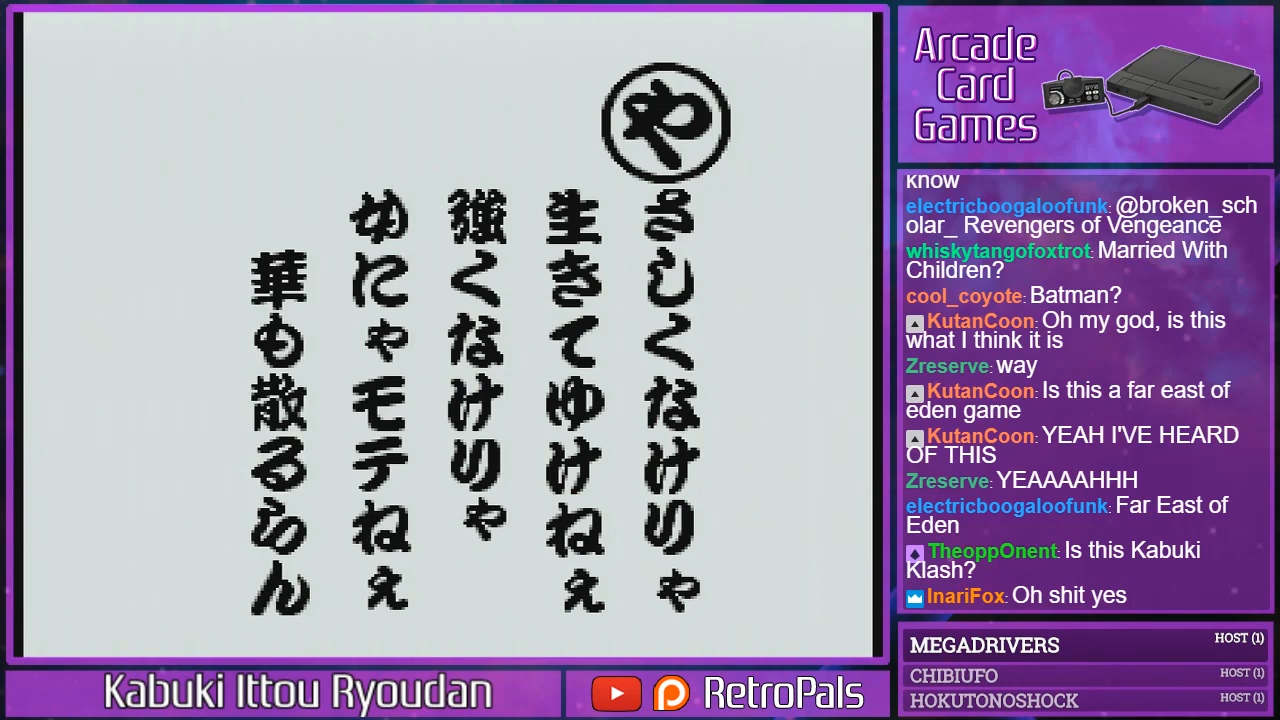 やさしくなけりゃ
生きてゆけねぇ
強くなけりゃ
めにゃモテねぇ
華も散るらん
Kabuki Ittou Ryoudan
RetroPals
Arcade
Card
Games
know
electricboogaloofunk: @broken_sch
olar_ Revengers of Vengeance
whiskytangofoxtrot: Married With
Children?
cool_coyote: Batman?
KutanCoon: Oh my god, is this
what I think it is
Zreserve: way
KutanCoon: Is this a far east of
eden game
KutanCoon: YEAH I'VE HEARD
OF THIS
Zreserve: YEAAAAHHH
electricboogaloofunk: Far East of
Eden
TheoppOnent: Is this Kabuki
Klash?
InariFox: Oh shit yes
MEGADRIVERS HOST (1)
CHIBIUFO HOST (1)
HOKUTONOSHOCK HOST (1)